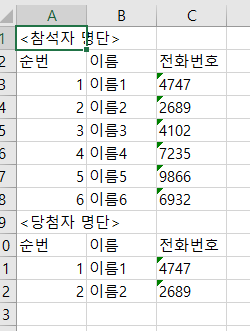 A B C
1 <참석자 명단>
2 순번 이름 전화번호
3 1 이름1 4747
4 2 이름2 2689
5 3 이름3 4102
6 4 이름4 7235
7 5 이름5 9866
8 6 이름6 6932
9 <당첨자 명단>
0 순번 이름 전화번호
1 1 이름1 4747
2 2 이름2 2689
3